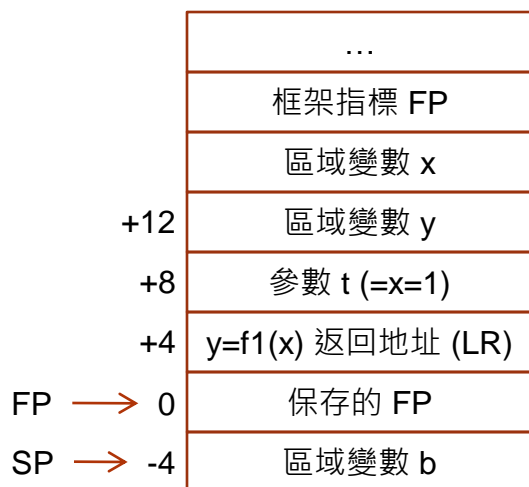 …
框架指標 FP
區域變數 x
+12 區域變數 y
+8 參數 t (=x=1)
+4 y=f1(x) 返回地址 (LR)
FP → 0 保存的 FP
SP → -4 區域變數 b